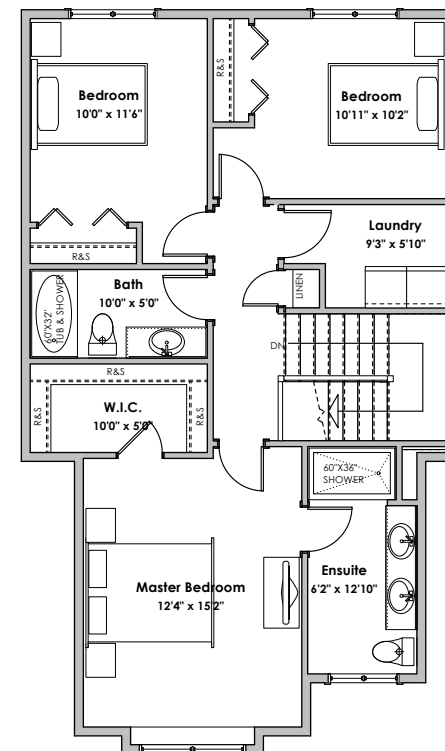 R&S
Bedroom
10'0" x 11'6"
Bedroom
10'11" x 10'2"
Laundry
9'3" x 5'10"
R&S
Bath
10'0" x 5'0"
60"X32"
TUB & SHOWER
LINEN
DN
R&S
R&S
W.I.C.
10'0" x 5'0"
R&S
60"X36"
SHOWER
Ensuite
6'2" x 12'10"
Master Bedroom
12'4" x 15'2"